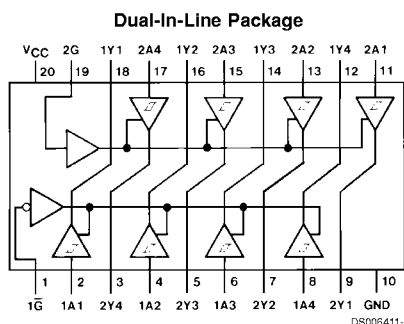 Dual-In-Line Package
VCC 2G 1Y1 2A4 1Y2 2A3 1Y3 2A2 1Y4 2A1
20 19 18 17 16 15 14 13 12 11
1 2 3 4 5 6 7 8 9 10
1G̅ 1A1 2Y4 1A2 2Y3 1A3 2Y2 1A4 2Y1 GND
DS006411-